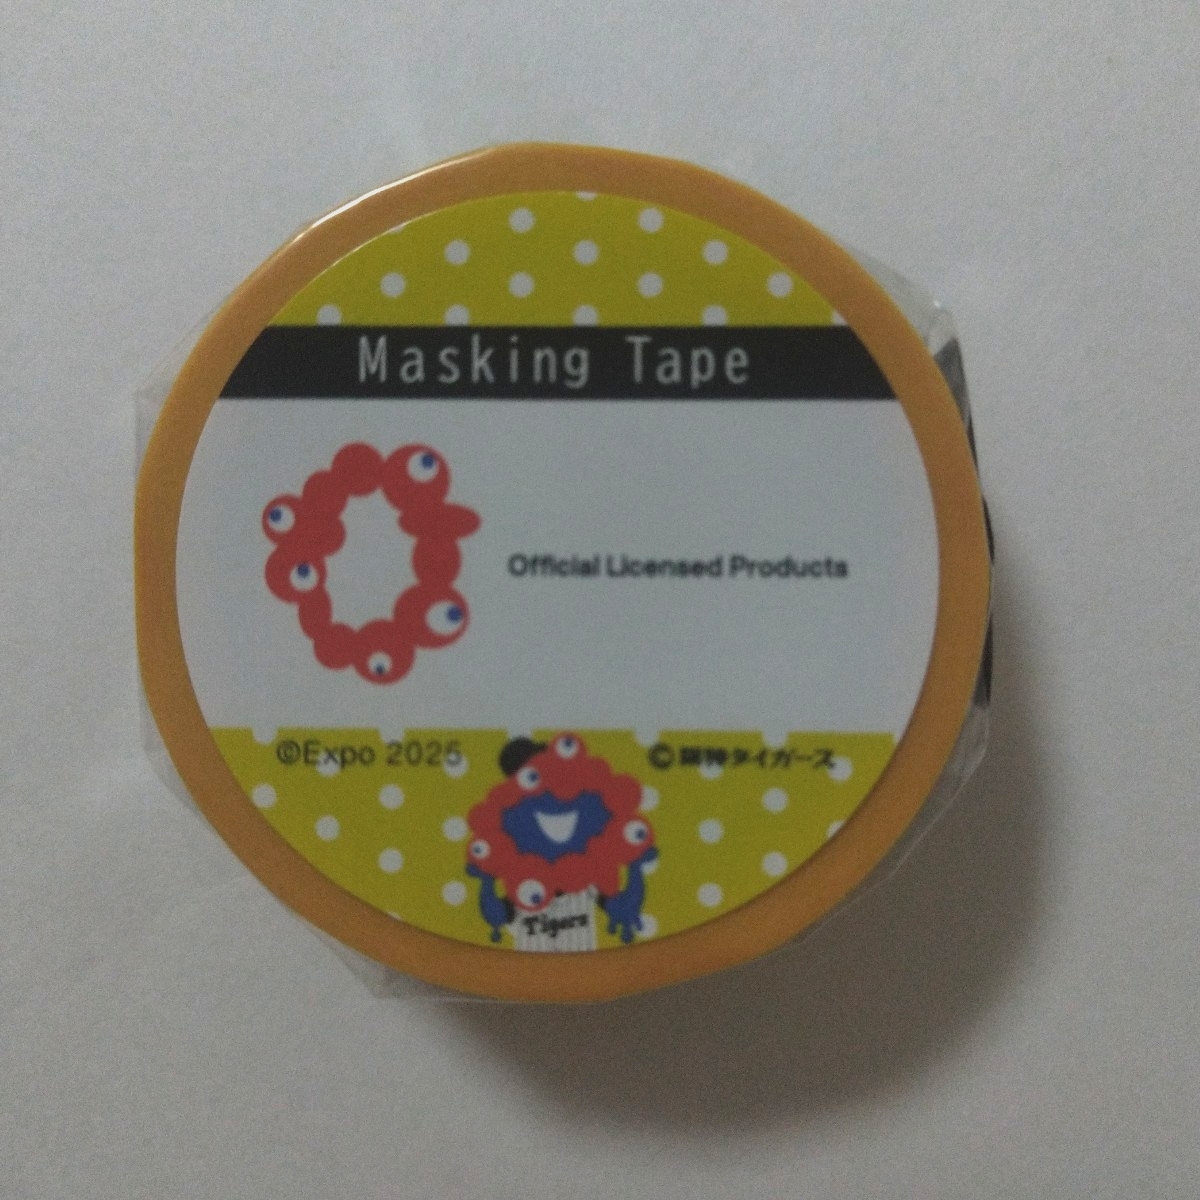 Masking Tape
Official Licensed Products
©Expo 2025
©阪神タイガース
Tigers